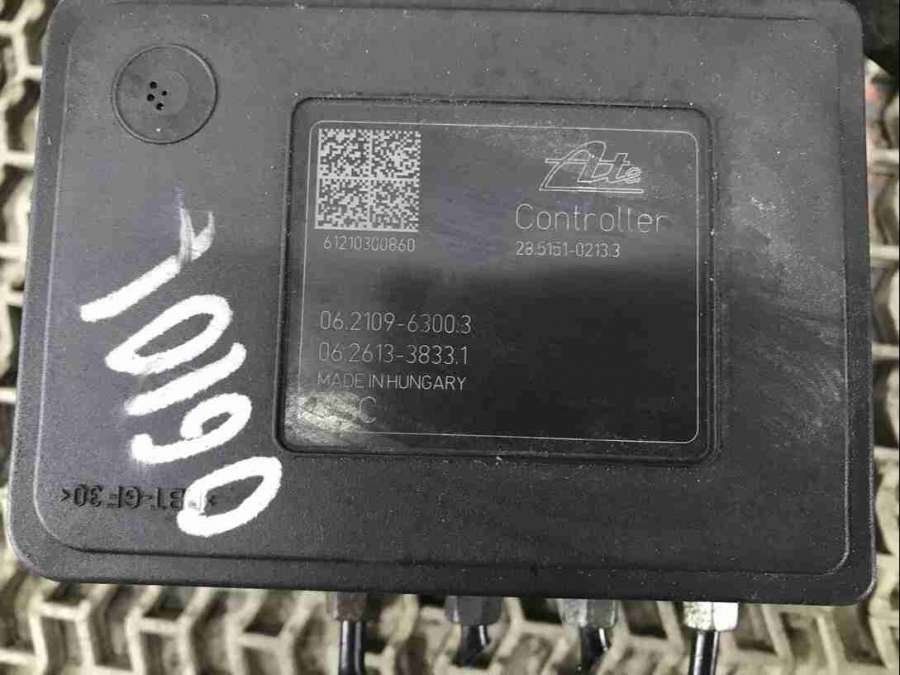 Ate
Controller
28.5151-0213.3
61210300860
06.2109-6300.3
06.2613-3833.1
MADE IN HUNGARY
C
10190